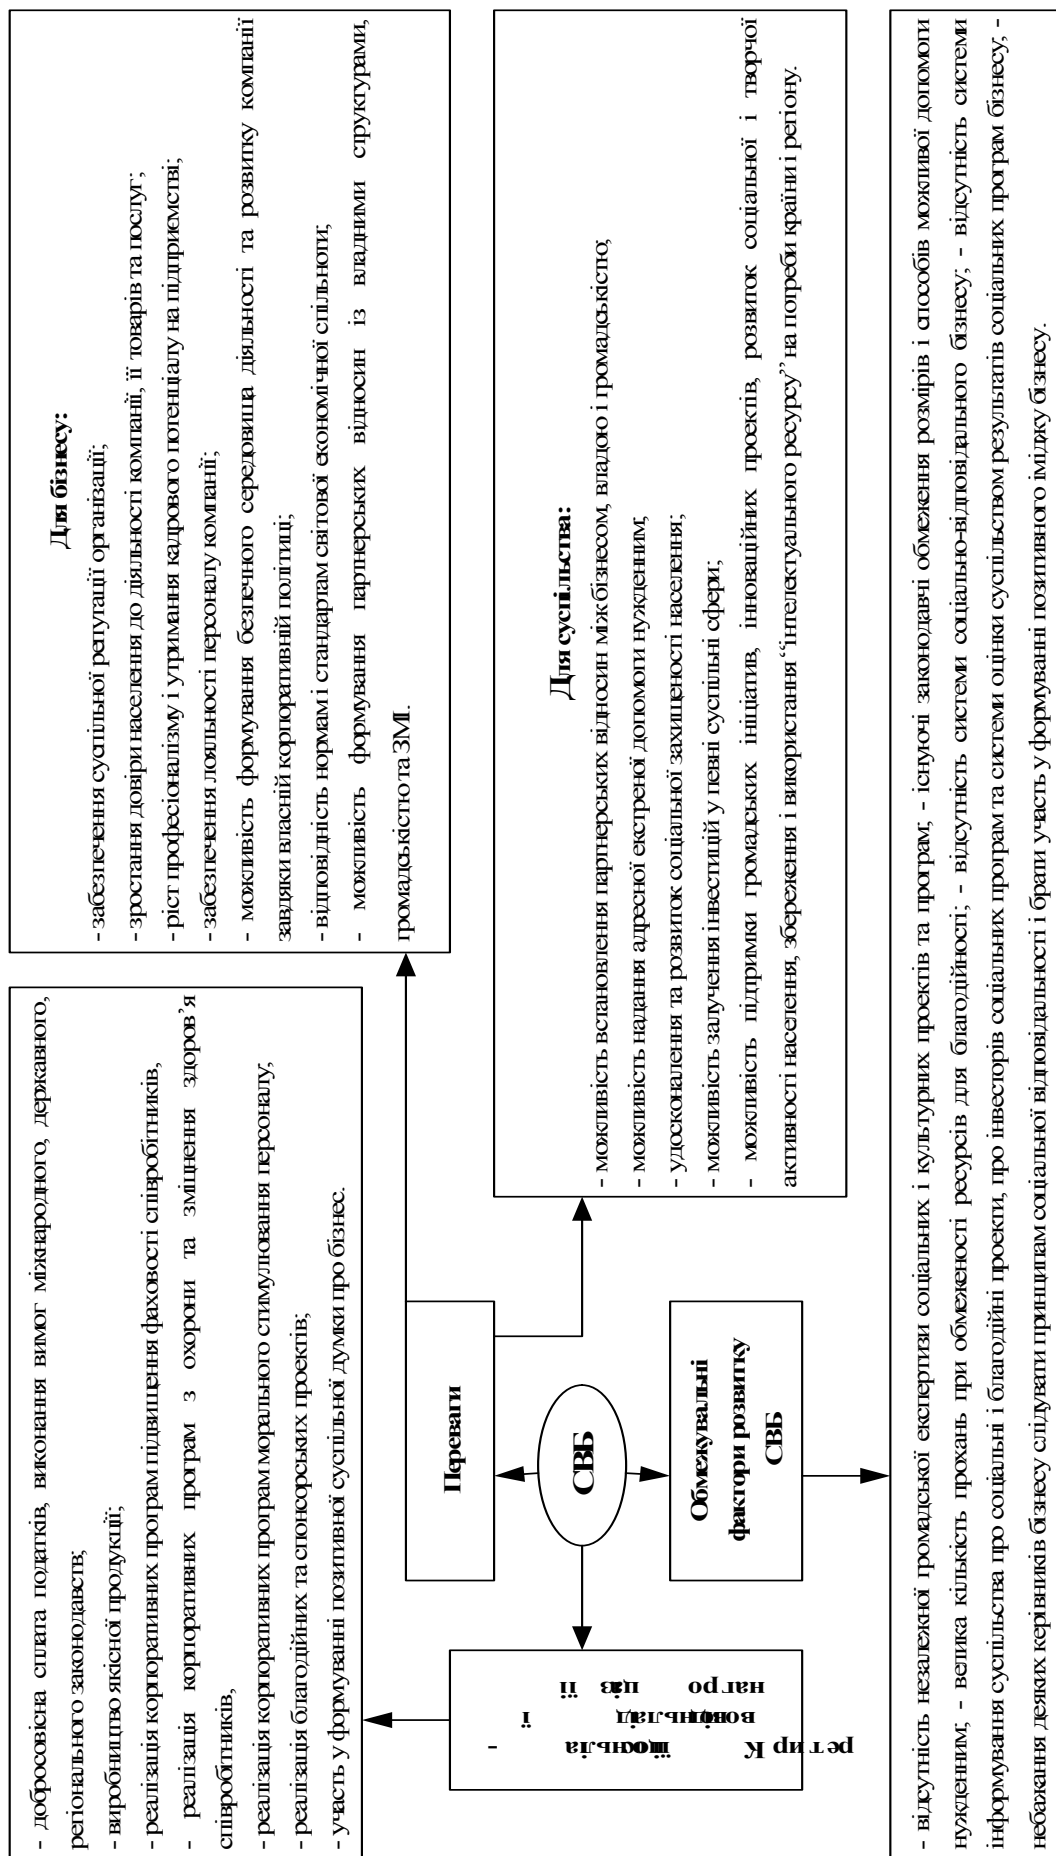 - добросовісна сплата податків, виконання вимог міжнародного, державного,
регіонального законодавств;
- виробництво якісної продукції;
- реалізація корпоративних програм підвищення фаховості співробітників,
- реалізація корпоративних програм з охорони та зміцнення здоров’я
співробітників,
- реалізація корпоративних програм морального стимулювання персоналу;
- реалізація благодійних та спонсорських проектів;
- участь у формуванні позитивної суспільної думки про бізнес.
Для бізнесу:
- забезпечення суспільної репутації організації;
- зростання довіри населення до діяльності компанії, її товарів та послуг;
- ріст професіоналізму і утримання кадрового потенціалу на підприємстві;
- забезпечення лояльності персоналу компанії;
- можливість формування безпечного середовища діяльності та розвитку компанії
завдяки власній корпоративній політиці;
- відповідність нормам і стандартам світової економічної спільноти;
- можливість формування партнерських відносин із владними структурами,
громадськістю та ЗМІ.
Переваги
СВБ
Обмежувальні
фактори розвитку
СВБ
Для суспільства:
- можливість встановлення партнерських відносин між бізнесом, владою і громадськістю;
- можливість надання адресної екстреної допомоги нужденним;
- удосконалення та розвиток соціальної захищеності населення;
- можливість залучення інвестицій у певні суспільні сфери;
- можливість підтримки громадських ініціатив, інноваційних проектів, розвиток соціальної і творчої
активності населення, збереження і використання “інтелектуального ресурсу” на потреби країни і регіону.
- відсутність незалежної громадської експертизи соціальних і культурних проектів та програм; - існуючі законодавчі обмеження розмірів і способів можливої допомоги
нужденним; - велика кількість прохань при обмеженості ресурсів для благодійності; - відсутність системи соціально-відповідального бізнесу; - відсутність системи
інформування суспільства про соціальні і благодійні проекти, про інвесторів соціальних програм та системи оцінки суспільством результатів соціальних програм бізнесу; -
небажання деяких керівників бізнесу слідувати принципам соціальної відповідальності і брати участь у формуванні позитивного іміджу бізнесу.